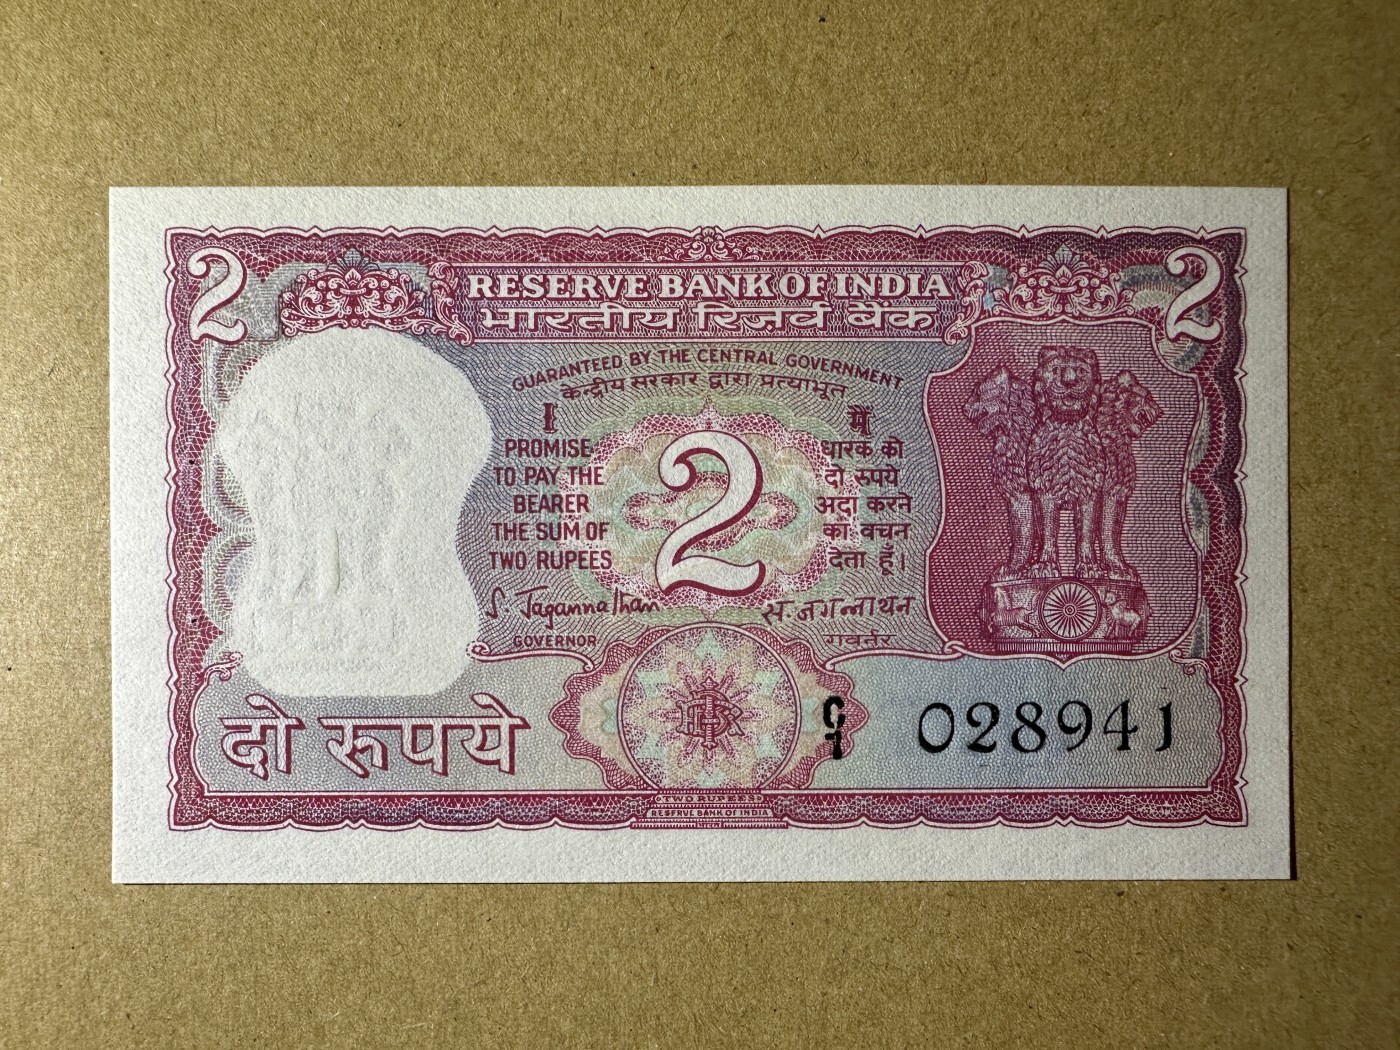 2
2
RESERVE BANK OF INDIA
भारतीय रिज़र्व बैंक
GUARANTEED BY THE CENTRAL GOVERNMENT
केन्द्रीय सरकार द्वारा प्रत्याभूत
I
PROMISE
TO PAY THE
BEARER
THE SUM OF
TWO RUPEES
2
मैं
धारक को
दो रुपये
अदा करने
का वचन
देता हूँ।
S. Jagannathan
GOVERNOR
स. जगन्नाथन
गवर्नर
दो रुपये
G/1 028941
TWO RUPEES
RESERVE BANK OF INDIA